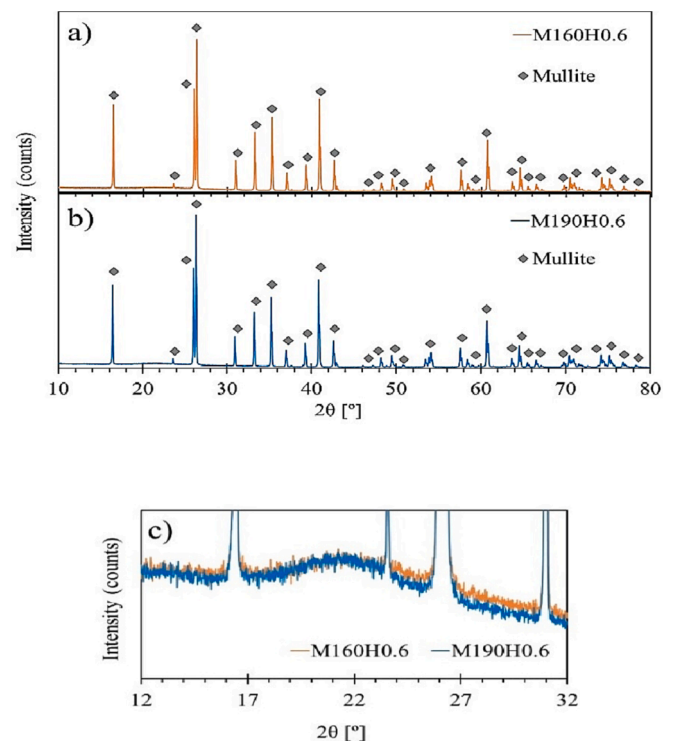 a)
M160H0.6
Mullite
b)
M190H0.6
Mullite
Intensity (counts)
10 20 30 40 50 60 70 80
2θ [°]
c)
Intensity (counts)
M160H0.6 M190H0.6
12 17 22 27 32
2θ [°]